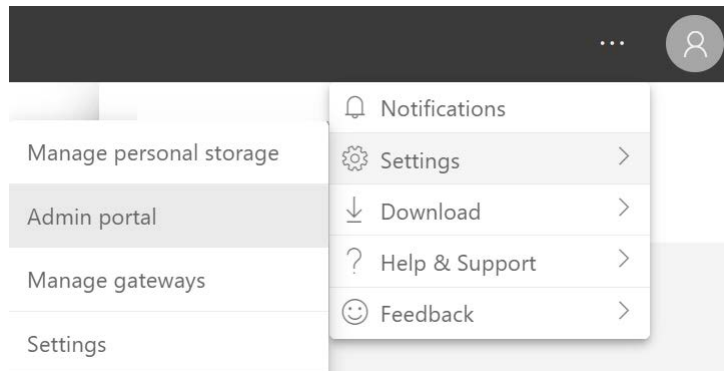 ...
Notifications
Settings
Download
Help & Support
Feedback
Manage personal storage
Admin portal
Manage gateways
Settings